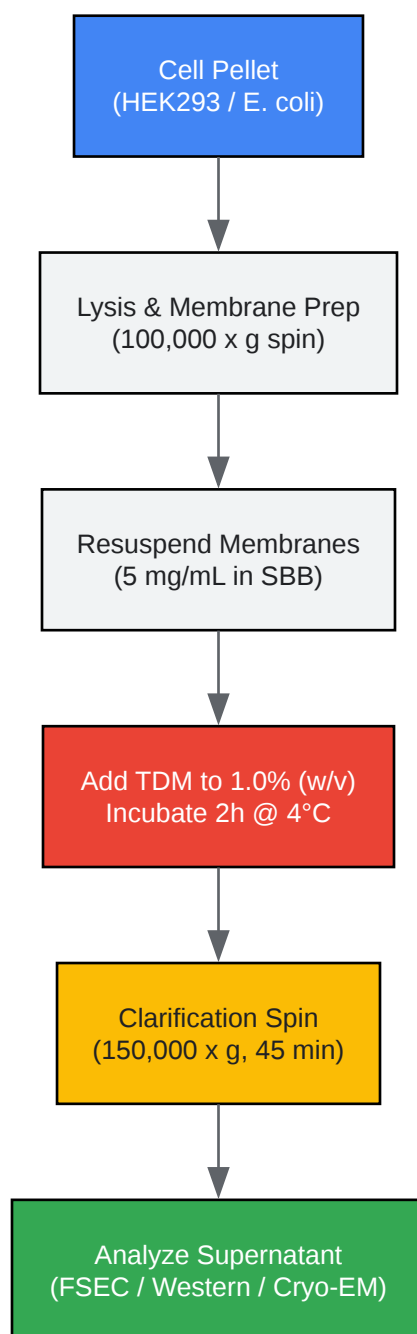 Cell Pellet
(HEK293 / E. coli)
Lysis & Membrane Prep
(100,000 x g spin)
Resuspend Membranes
(5 mg/mL in SBB)
Add TDM to 1.0% (w/v)
Incubate 2h @ 4°C
Clarification Spin
(150,000 x g, 45 min)
Analyze Supernatant
(FSEC / Western / Cryo-EM)